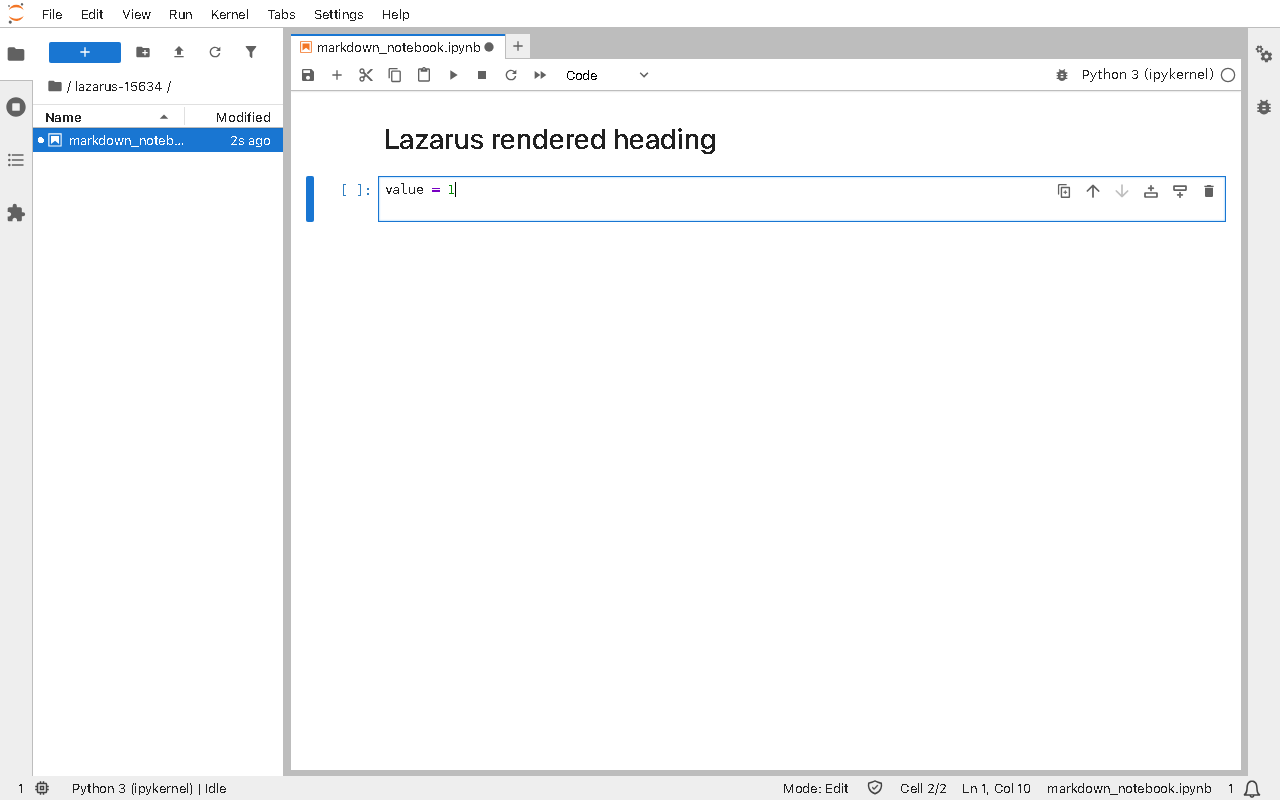 File Edit View Run Kernel Tabs Settings Help
/ lazarus-15634 /
Name Modified
markdown_noteb... 2s ago
markdown_notebook.ipynb
Code Python 3 (ipykernel)
Lazarus rendered heading
[ ]: value = 1
1 Python 3 (ipykernel) | Idle Mode: Edit Cell 2/2 Ln 1, Col 10 markdown_notebook.ipynb 1